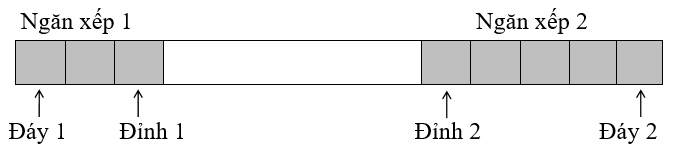 Ngăn xếp 1 Ngăn xếp 2
Đáy 1 Đỉnh 1 Đỉnh 2 Đáy 2